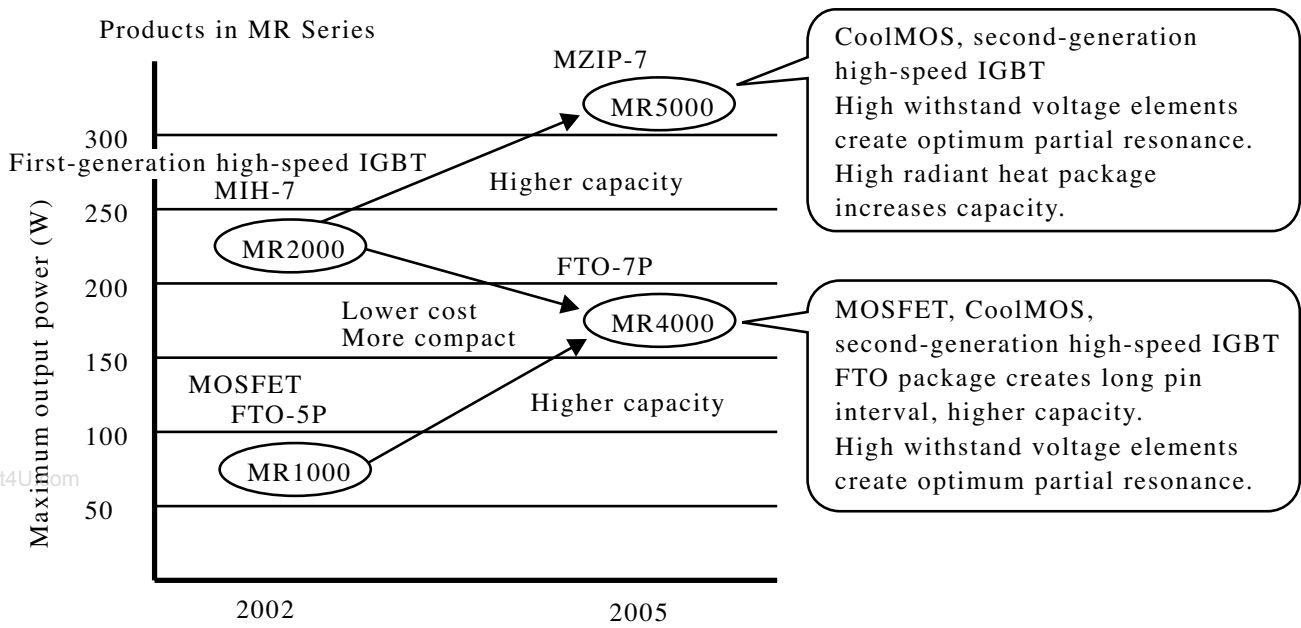 Products in MR Series
MZIP-7
MR5000
CoolMOS, second-generation
high-speed IGBT
High withstand voltage elements
create optimum partial resonance.
High radiant heat package
increases capacity.
300
First-generation high-speed IGBT
MIH-7
Higher capacity
250
MR2000
FTO-7P
200
Lower cost
More compact
MR4000
MOSFET, CoolMOS,
second-generation high-speed IGBT
FTO package creates long pin
interval, higher capacity.
High withstand voltage elements
create optimum partial resonance.
150
MOSFET
FTO-5P
Higher capacity
100
MR1000
50
Maximum output power (W)
2002
2005